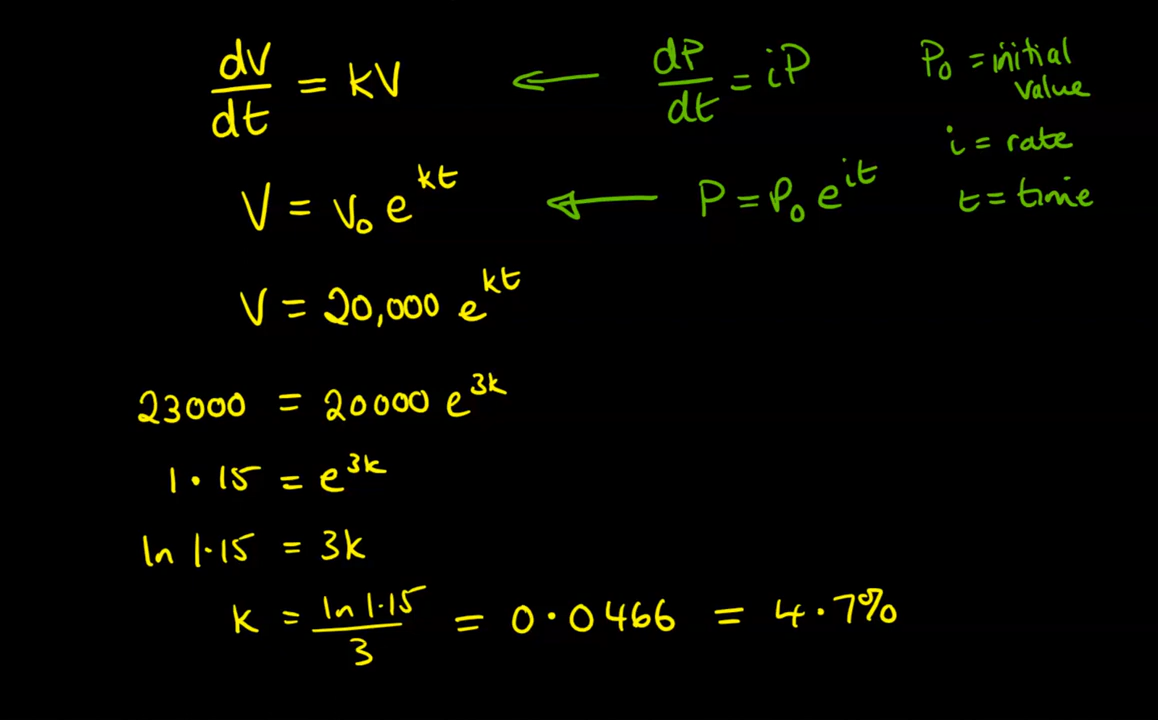 dV/dt = kV ← dP/dt = iP P₀ = initial value
i = rate
V = V₀ e^{kt} ← P = P₀ e^{it} t = time
V = 20,000 e^{kt}
23000 = 20000 e^{3k}
1·15 = e^{3k}
ln 1·15 = 3k
k = ln 1·15/3 = 0·0466 = 4·7%